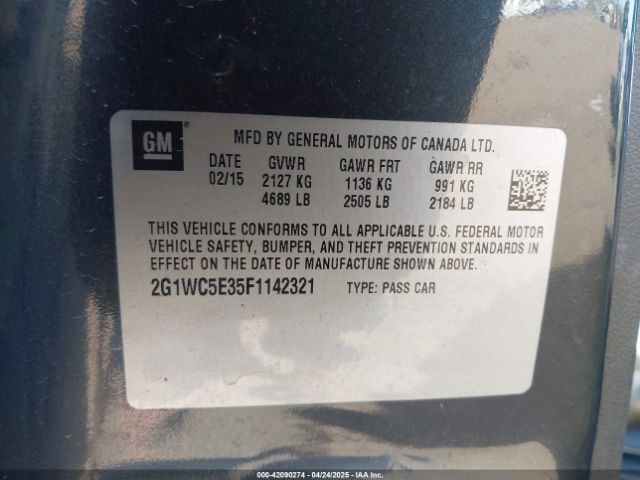 GM
MFD BY GENERAL MOTORS OF CANADA LTD.
DATE GVWR GAWR FRT GAWR RR
02/15 2127 KG 1136 KG 991 KG
4689 LB 2505 LB 2184 LB
THIS VEHICLE CONFORMS TO ALL APPLICABLE U.S. FEDERAL MOTOR
VEHICLE SAFETY, BUMPER, AND THEFT PREVENTION STANDARDS IN
EFFECT ON THE DATE OF MANUFACTURE SHOWN ABOVE.
2G1WC5E35F1142321 TYPE: PASS CAR
000-42090274 - 04/24/2025 - IAA Inc.